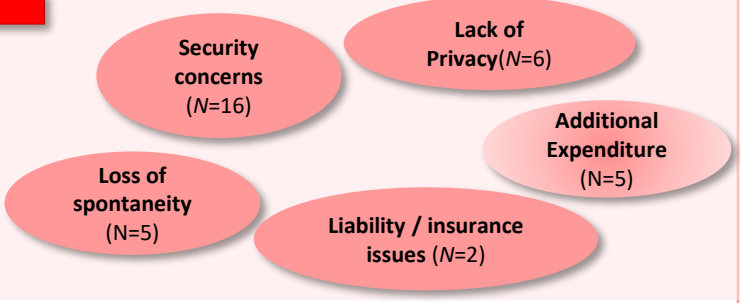 Security
concerns
(N=16)
Lack of
Privacy(N=6)
Additional
Expenditure
(N=5)
Loss of
spontaneity
(N=5)
Liability / insurance
issues (N=2)